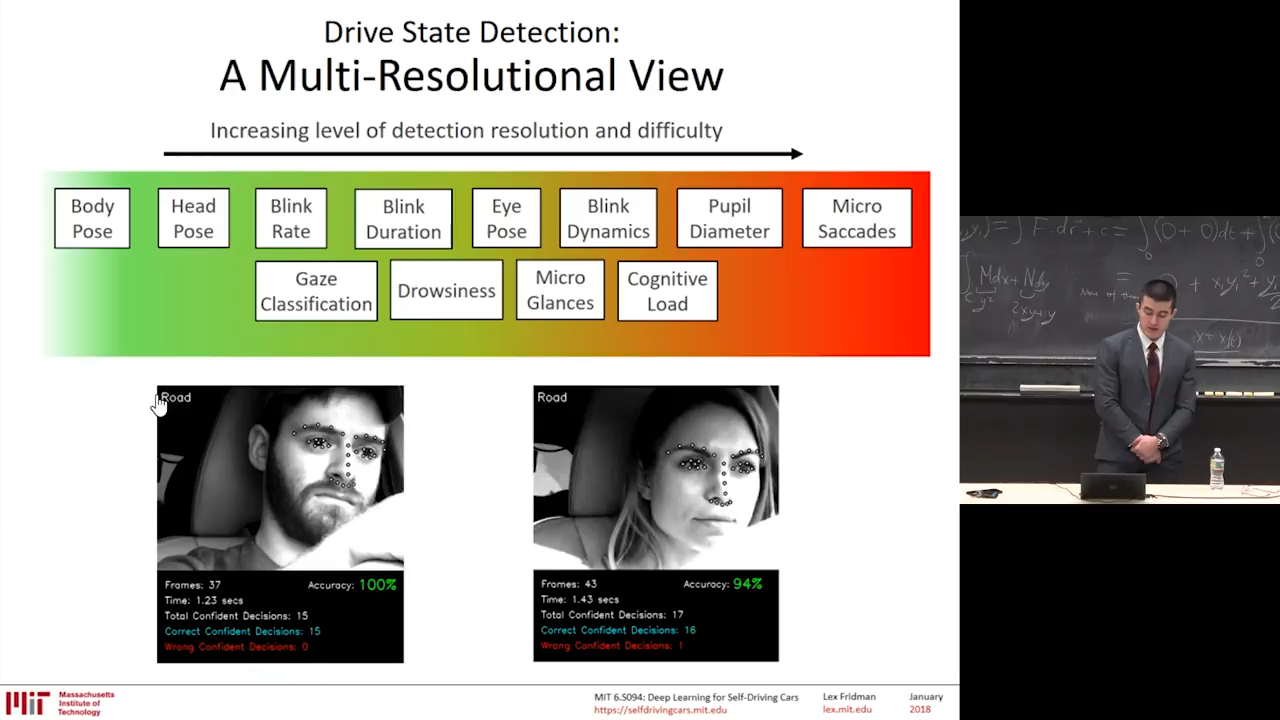 Drive State Detection:
A Multi-Resolutional View
Increasing level of detection resolution and difficulty
Body
Pose
Head
Pose
Blink
Rate
Blink
Duration
Eye
Pose
Blink
Dynamics
Pupil
Diameter
Micro
Saccades
Gaze
Classification
Drowsiness
Micro
Glances
Cognitive
Load
Road
Frames: 37
Accuracy: 100%
Time: 1.23 secs
Total Confident Decisions: 15
Correct Confident Decisions: 15
Wrong Confident Decisions: 0
Road
Frames: 43
Accuracy: 94%
Time: 1.43 secs
Total Confident Decisions: 17
Correct Confident Decisions: 16
Wrong Confident Decisions: 1
MIT
Massachusetts
Institute of
Technology
MIT 6.S094: Deep Learning for Self-Driving Cars
https://selfdrivingcars.mit.edu
Lex Fridman
lex.mit.edu
January
2018